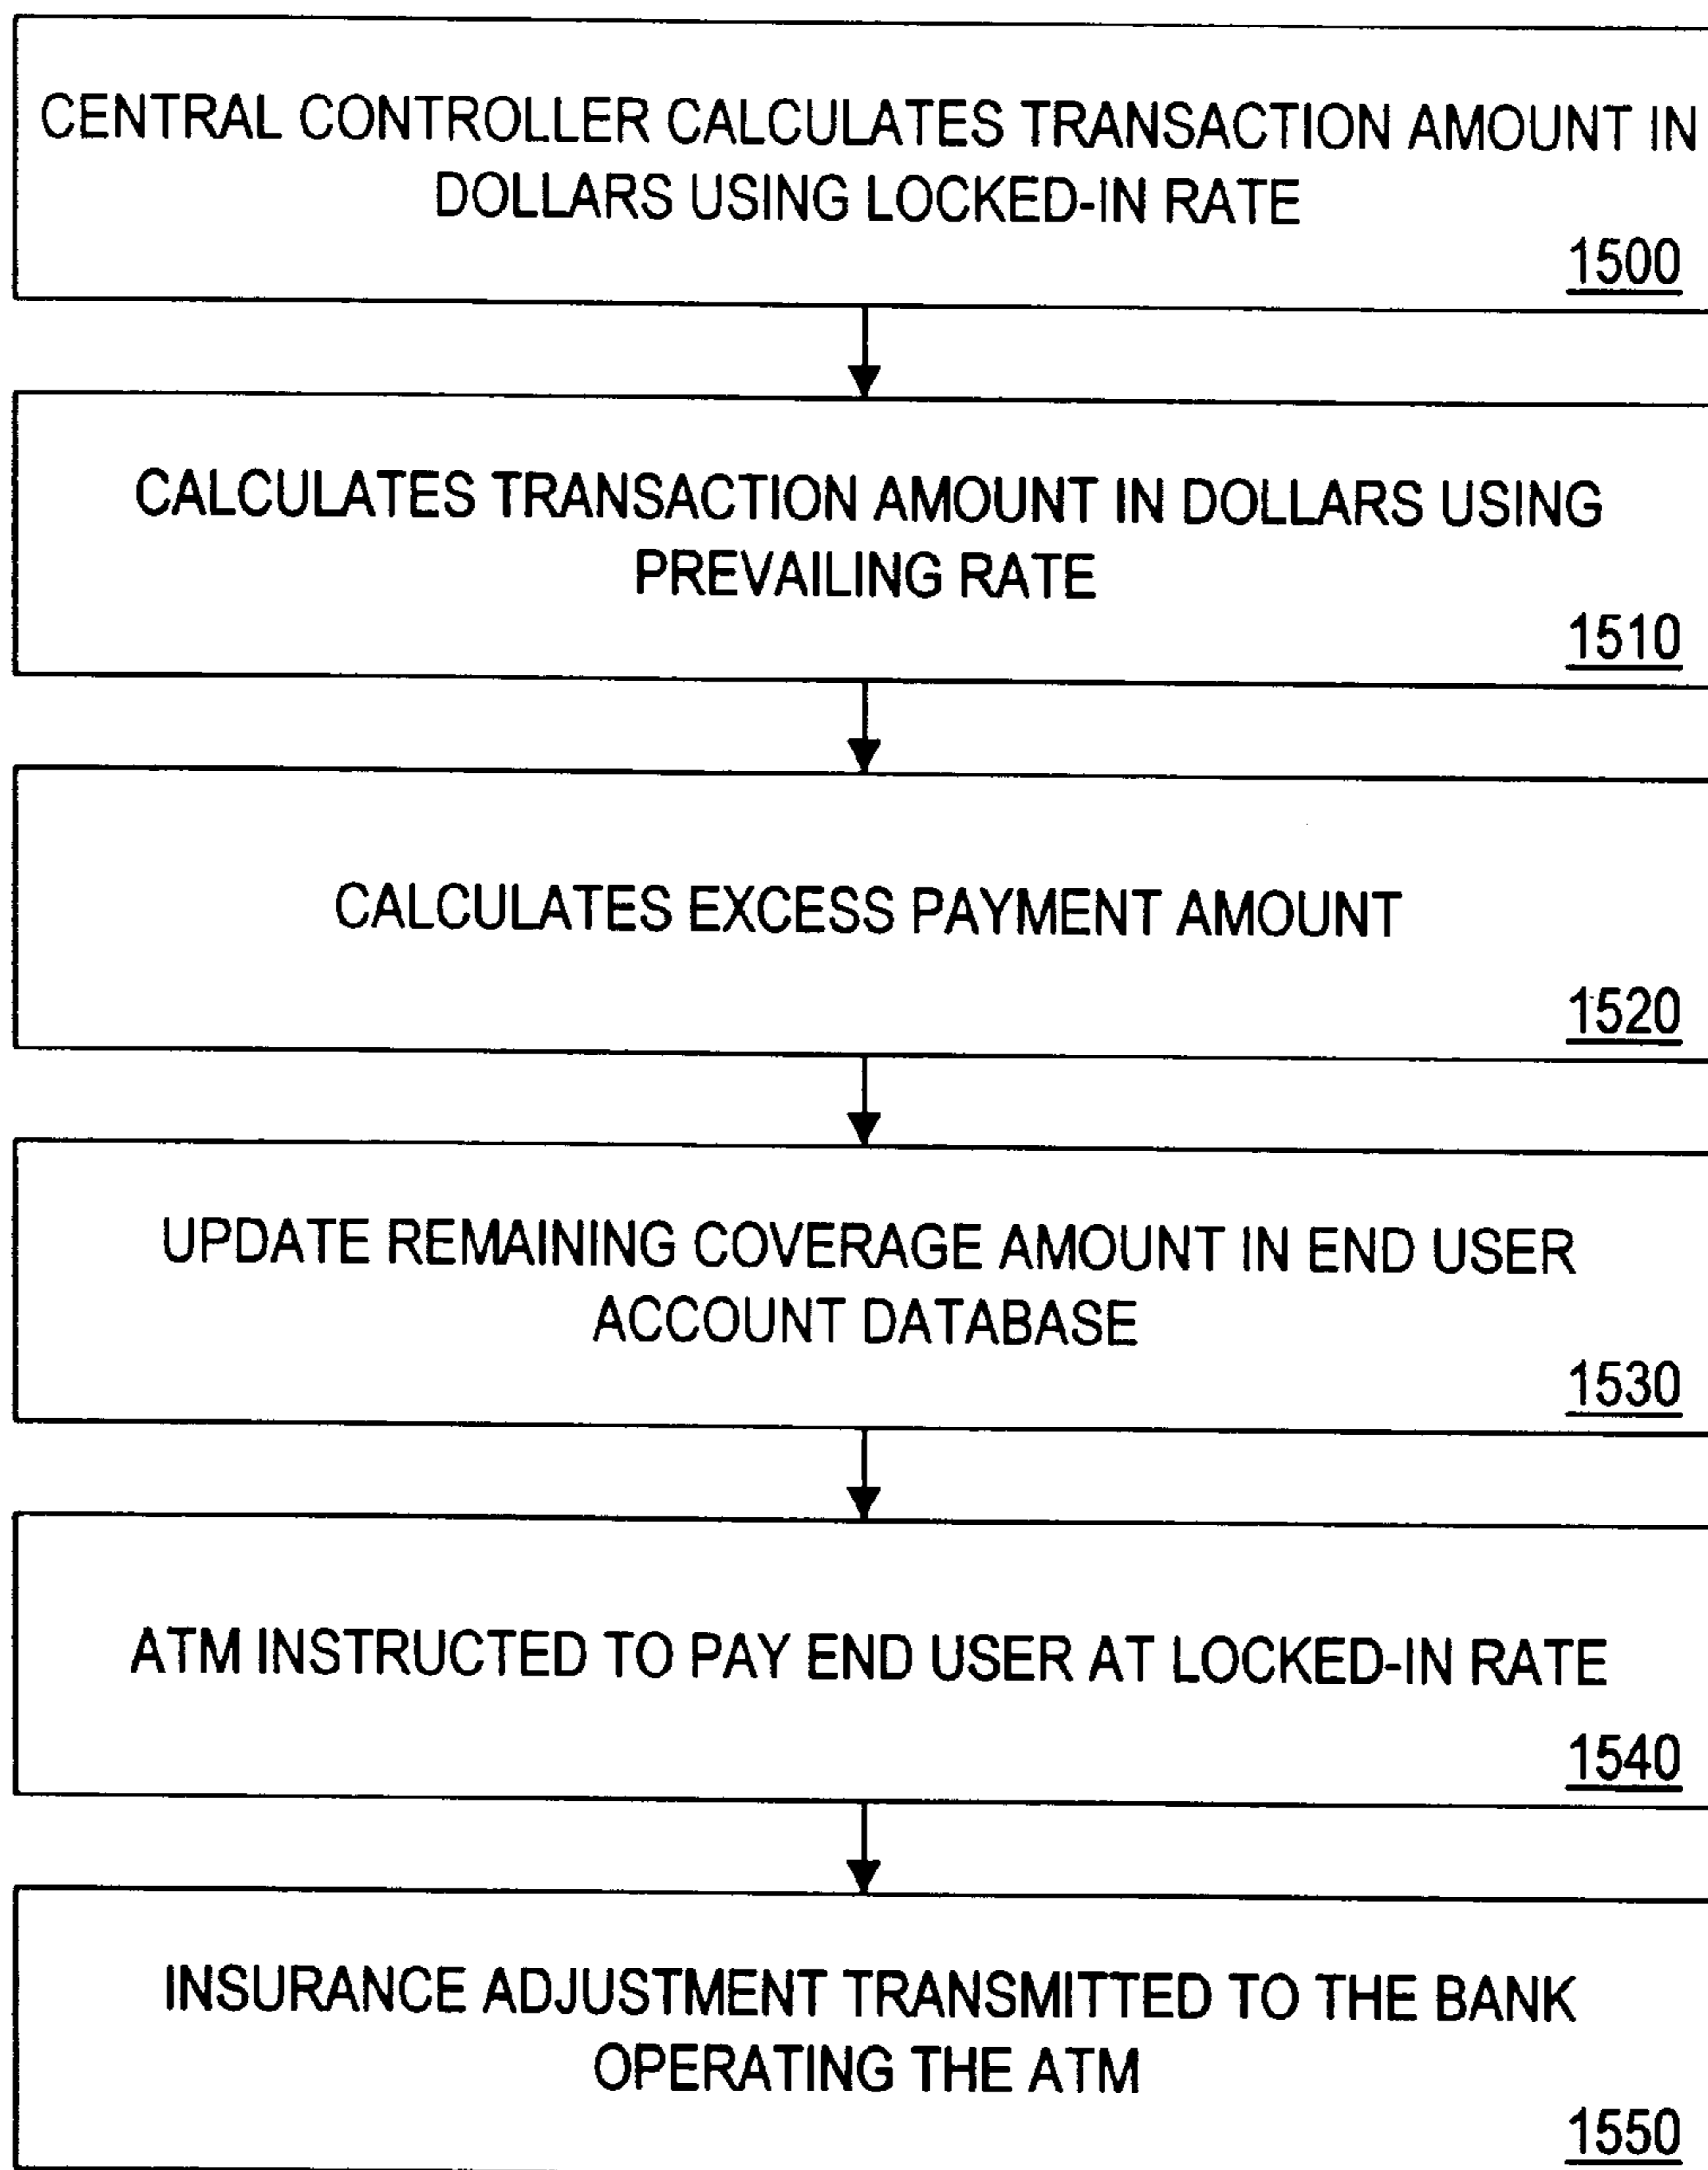 CENTRAL CONTROLLER CALCULATES TRANSACTION AMOUNT IN
DOLLARS USING LOCKED-IN RATE
1500
CALCULATES TRANSACTION AMOUNT IN DOLLARS USING
PREVAILING RATE
1510
CALCULATES EXCESS PAYMENT AMOUNT
1520
UPDATE REMAINING COVERAGE AMOUNT IN END USER
ACCOUNT DATABASE
1530
ATM INSTRUCTED TO PAY END USER AT LOCKED-IN RATE
1540
INSURANCE ADJUSTMENT TRANSMITTED TO THE BANK
OPERATING THE ATM
1550